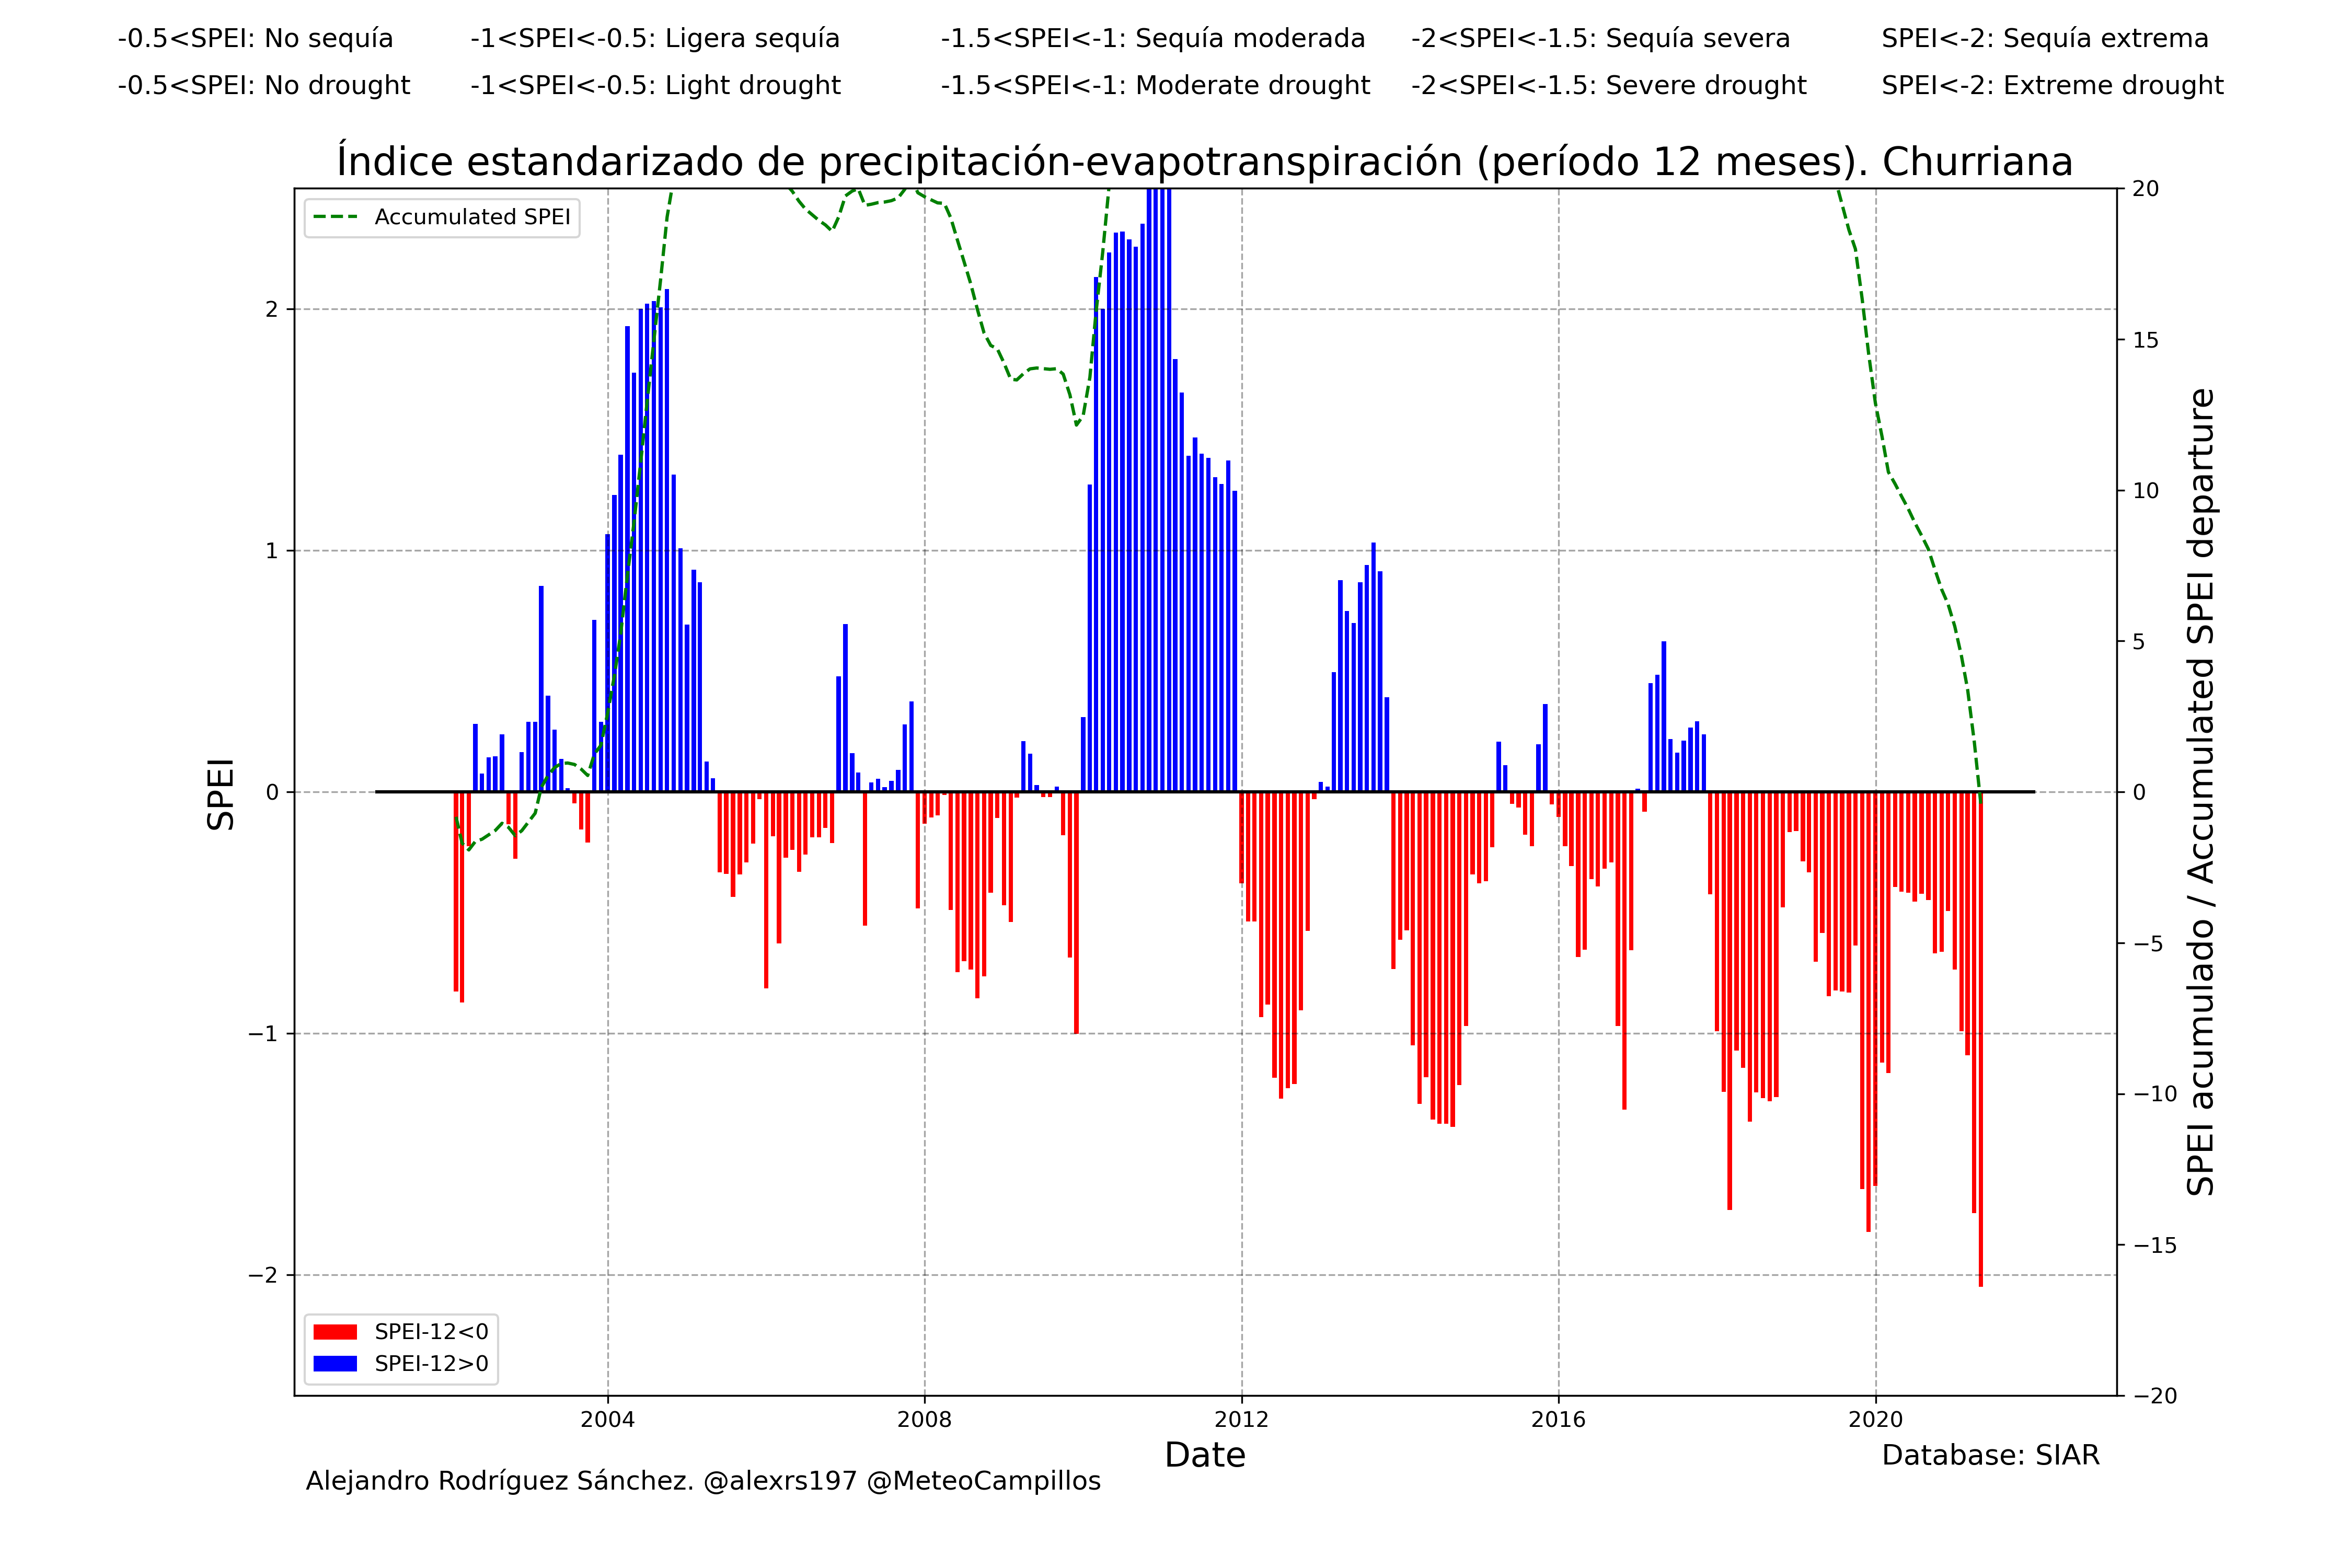 -0.5<SPEI: No sequía -1<SPEI<-0.5: Ligera sequía -1.5<SPEI<-1: Sequía moderada -2<SPEI<-1.5: Sequía severa SPEI<-2: Sequía extrema
-0.5<SPEI: No drought -1<SPEI<-0.5: Light drought -1.5<SPEI<-1: Moderate drought -2<SPEI<-1.5: Severe drought SPEI<-2: Extreme drought
Índice estandarizado de precipitación-evapotranspiración (período 12 meses). Churriana
Accumulated SPEI
SPEI
2
1
0
−1
−2
20
15
10
5
0
−5
−10
−15
−20
SPEI acumulado / Accumulated SPEI departure
SPEI-12<0
SPEI-12>0
2004 2008 2012 2016 2020
Date
Database: SIAR
Alejandro Rodríguez Sánchez. @alexrs197 @MeteoCampillos